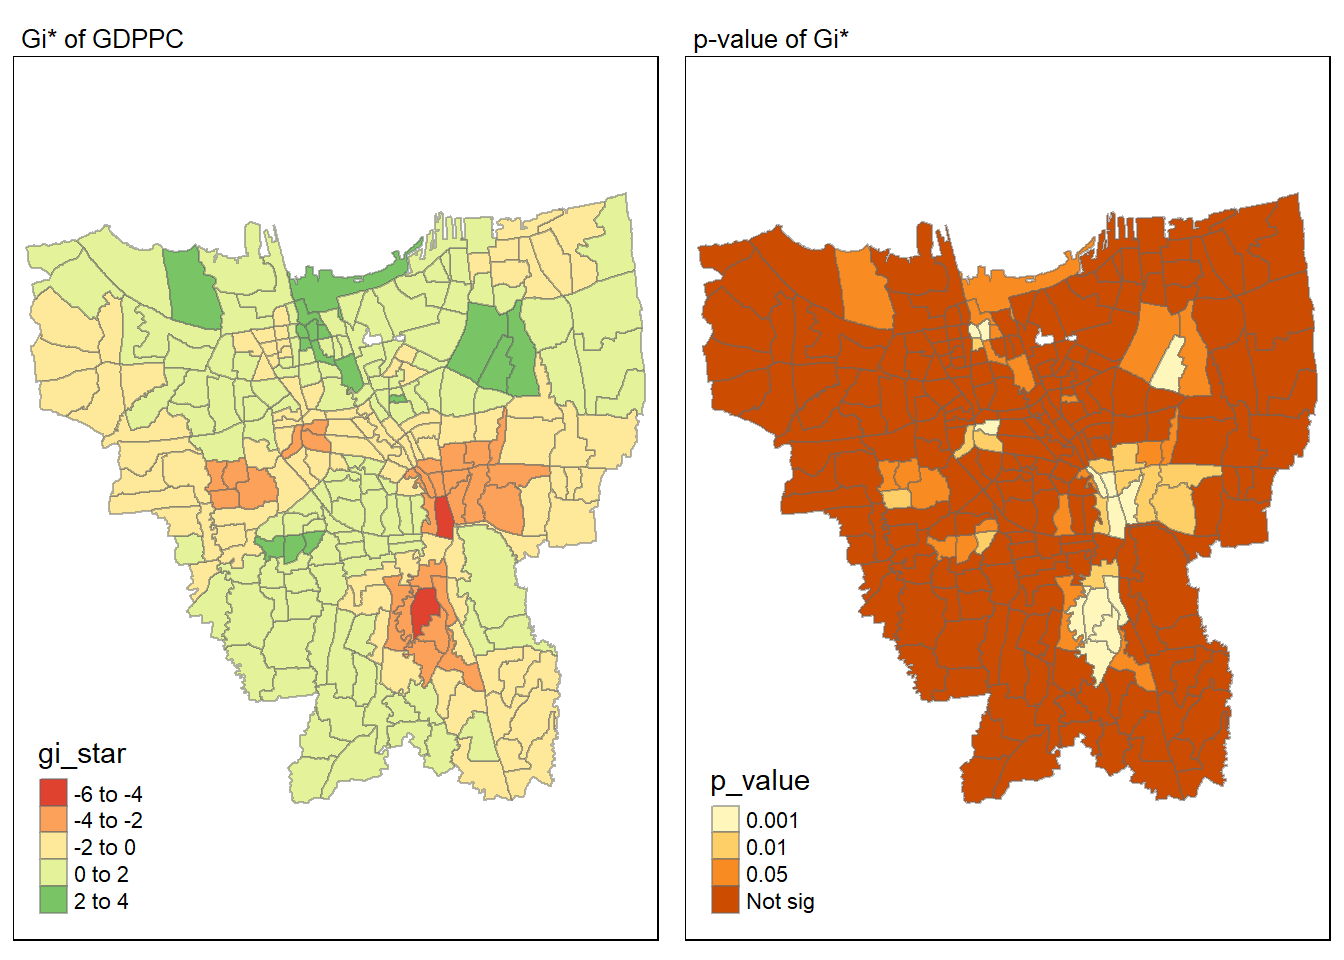 Gi* of GDPPC
gi_star
-6 to -4
-4 to -2
-2 to 0
0 to 2
2 to 4
p-value of Gi*
p_value
0.001
0.01
0.05
Not sig